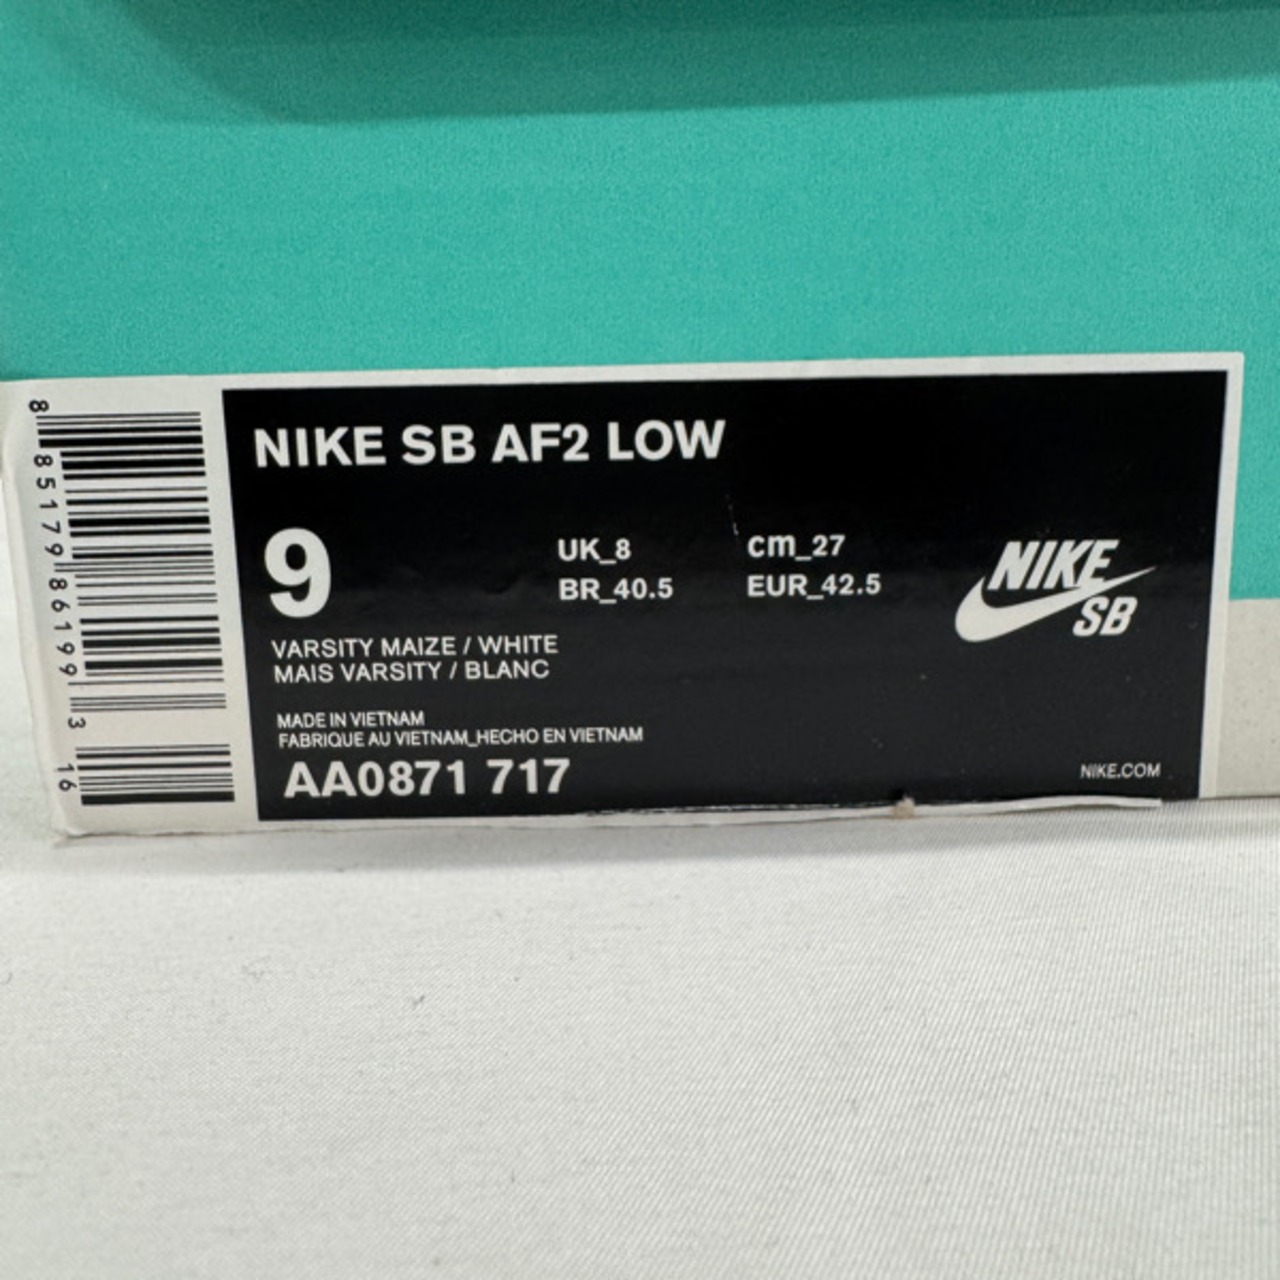 NIKE SB AF2 LOW
9
UK_8
cm_27
BR_40.5
EUR_42.5
NIKE
SB
VARSITY MAIZE / WHITE
MAIS VARSITY / BLANC
MADE IN VIETNAM
FABRIQUE AU VIETNAM_HECHO EN VIETNAM
AA0871 717
NIKE.COM
8 85179 86199 3 16